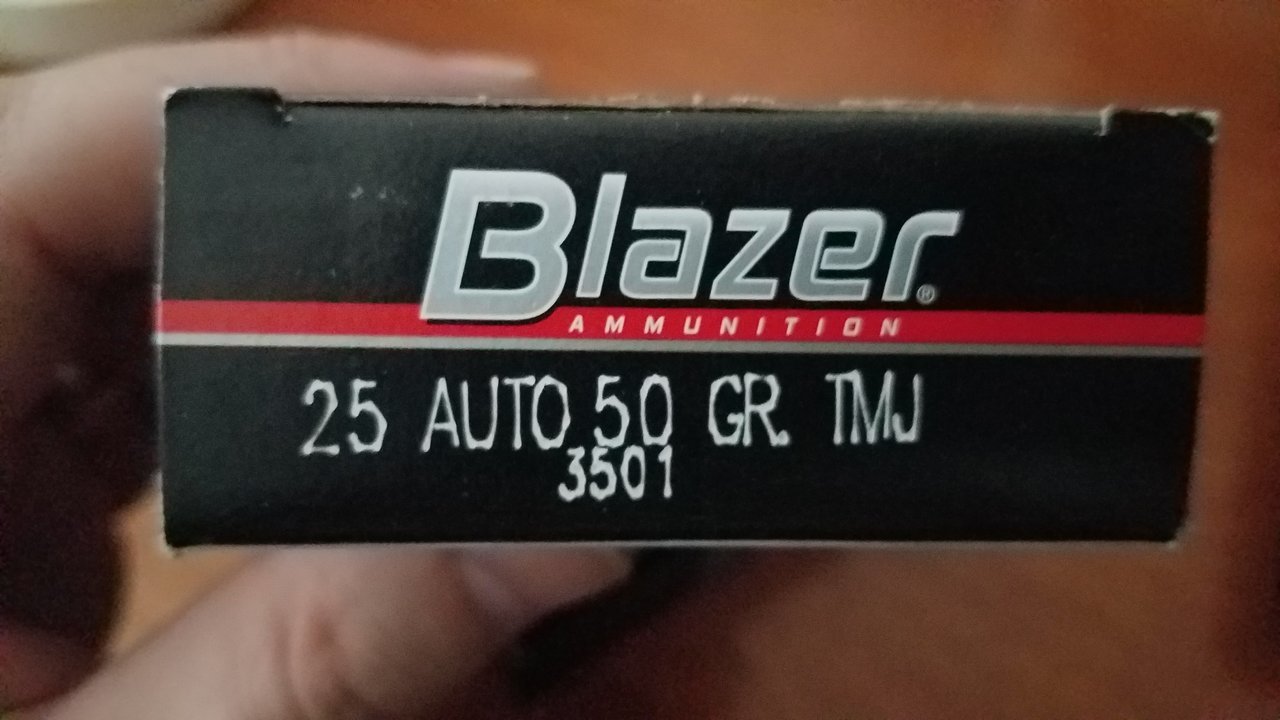 Blazer®
AMMUNITION
25 AUTO 50 GR. TMJ
3501